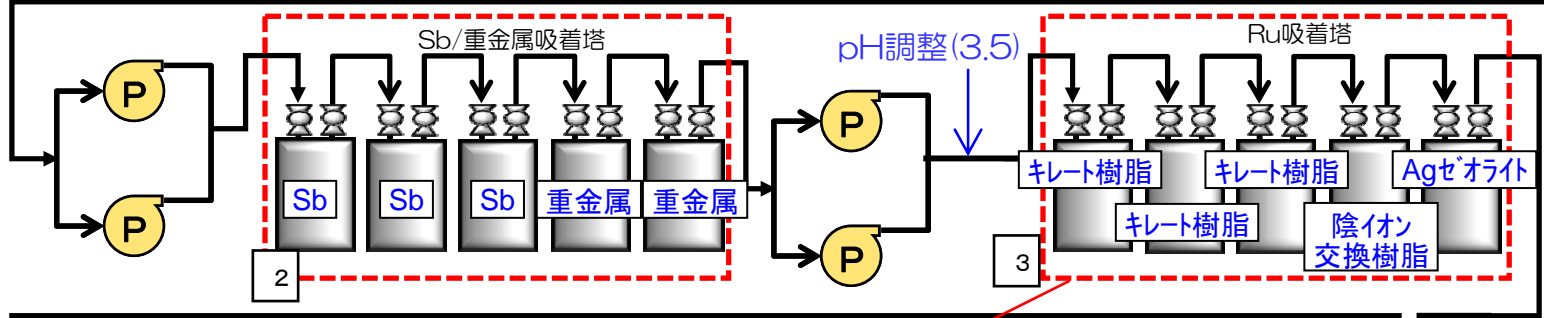 Sb/重金属吸着塔
pH調整(3.5)
Ru吸着塔
P
P
P
P
Sb
Sb
Sb
重金属
重金属
キレート樹脂
キレート樹脂
キレート樹脂
陰イオン
交換樹脂
Agゼオライト
2
3